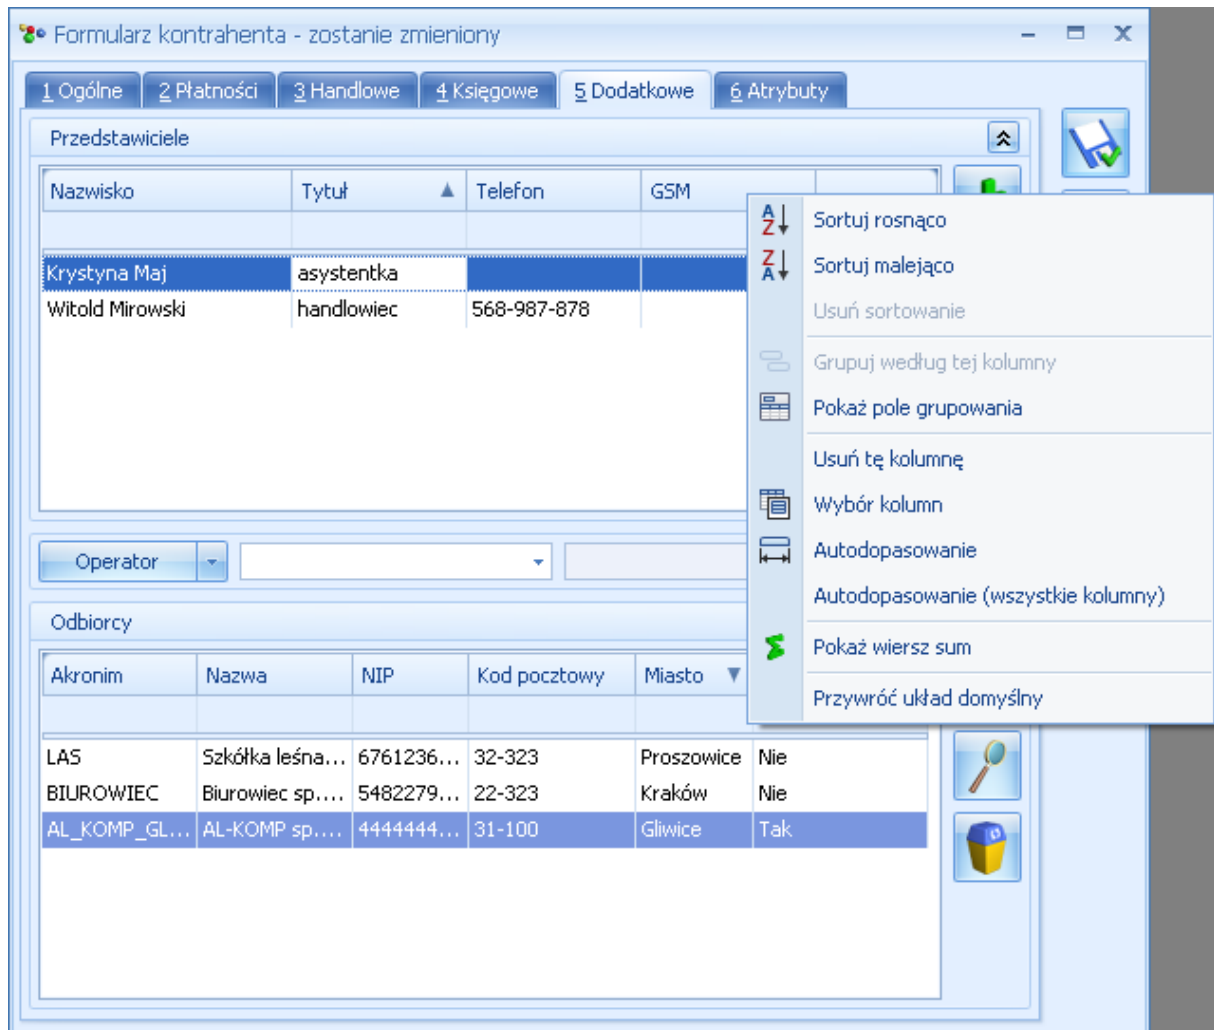 Formularz kontrahenta - zostanie zmieniony
1 Ogólne 2 Płatności 3 Handlowe 4 Księgowe 5 Dodatkowe 6 Atrybuty
Przedstawiciele
Nazwisko Tytuł Telefon GSM
Krystyna Maj asystentka
Witold Mirowski handlowiec 568-987-878
Sortuj rosnąco
Sortuj malejąco
Usuń sortowanie
Grupuj według tej kolumny
Pokaż pole grupowania
Usuń tę kolumnę
Wybór kolumn
Autodopasowanie
Autodopasowanie (wszystkie kolumny)
Pokaż wiersz sum
Przywróć układ domyślny
Operator
Odbiorcy
Akronim Nazwa NIP Kod pocztowy Miasto
LAS Szkółka leśna... 6761236... 32-323 Proszowice Nie
BIUROWIEC Biurowiec sp.... 5482279... 22-323 Kraków Nie
AL_KOMP_GL... AL-KOMP sp.... 4444444... 31-100 Gliwice Tak